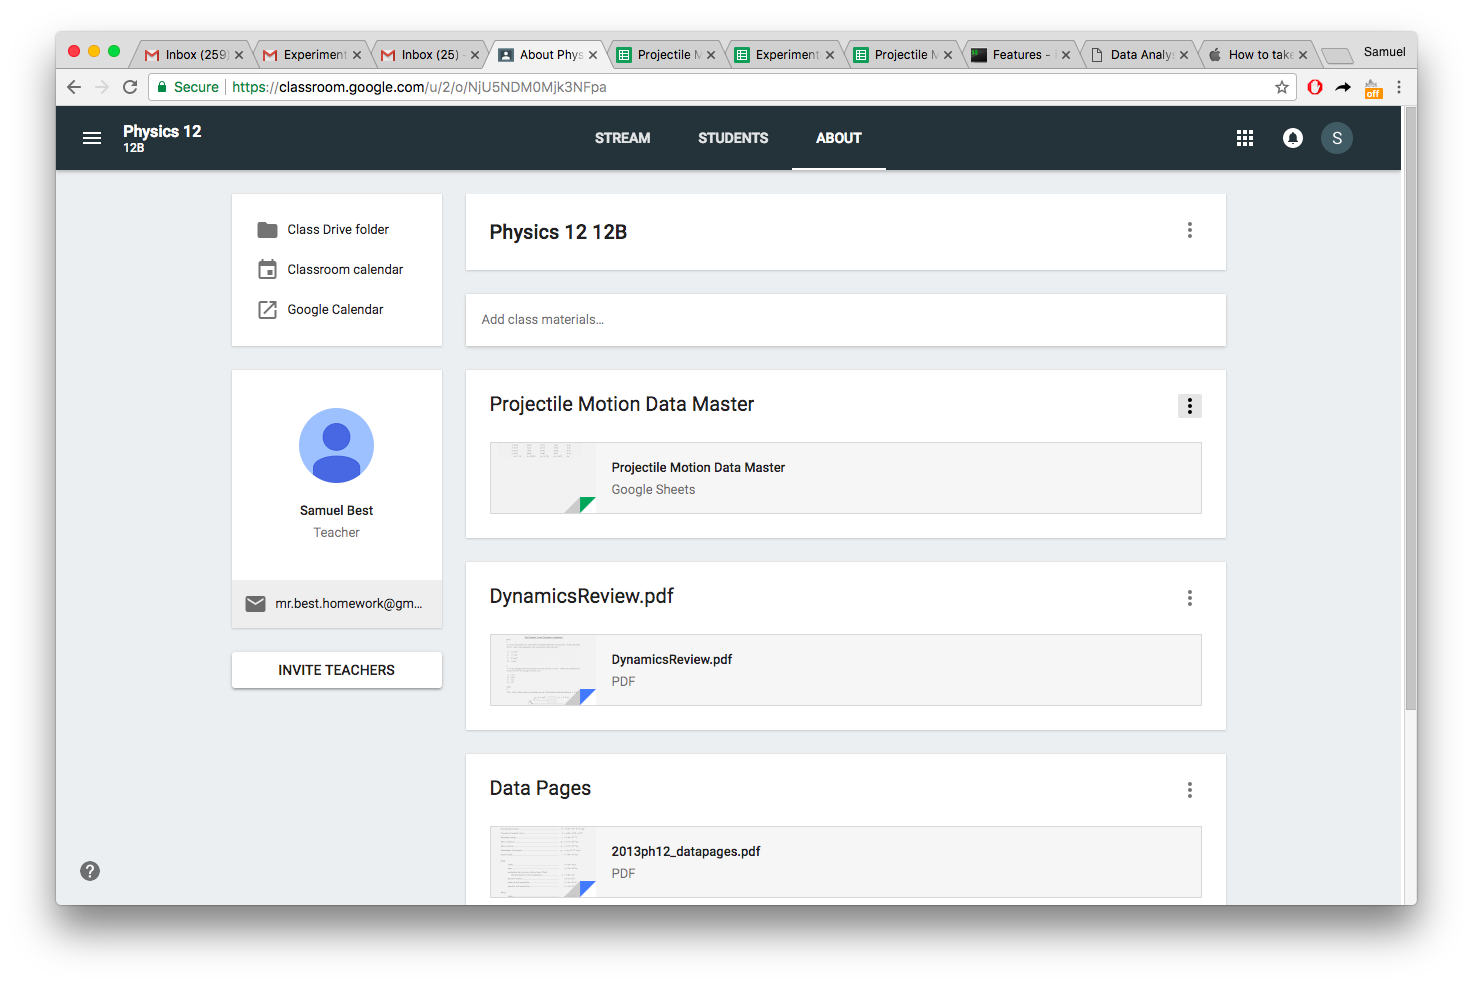 Inbox (259)
Experiment
Inbox (25) -
About Phys
Projectile M
Experiment
Projectile M
Features - i
Data Analy
How to take
Samuel
Secure
https://classroom.google.com/u/2/o/NjU5NDM0Mjk3NFpa
off
Physics 12
12B
STREAM
STUDENTS
ABOUT
S
Class Drive folder
Classroom calendar
Google Calendar
Samuel Best
Teacher
mr.best.homework@gm...
INVITE TEACHERS
Physics 12 12B
Add class materials...
Projectile Motion Data Master
Projectile Motion Data Master
Google Sheets
DynamicsReview.pdf
DynamicsReview.pdf
PDF
Data Pages
2013ph12_datapages.pdf
PDF
?